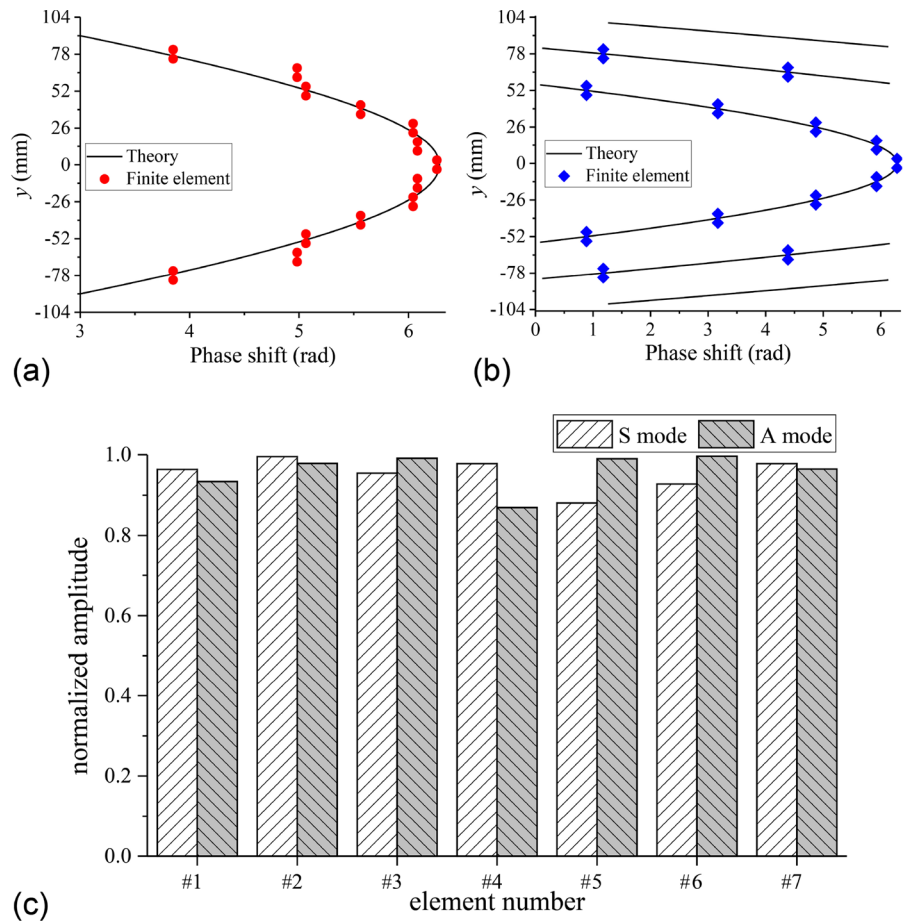 104
78
52
26
0
-26
-52
-78
-104
y (mm)
Theory
Finite element
3 4 5 6
Phase shift (rad)
(a)
104
78
52
26
0
-26
-52
-78
-104
y (mm)
Theory
Finite element
0 1 2 3 4 5 6
Phase shift (rad)
(b)
S mode A mode
1.0
0.8
0.6
0.4
0.2
0.0
normalized amplitude
#1 #2 #3 #4 #5 #6 #7
element number
(c)